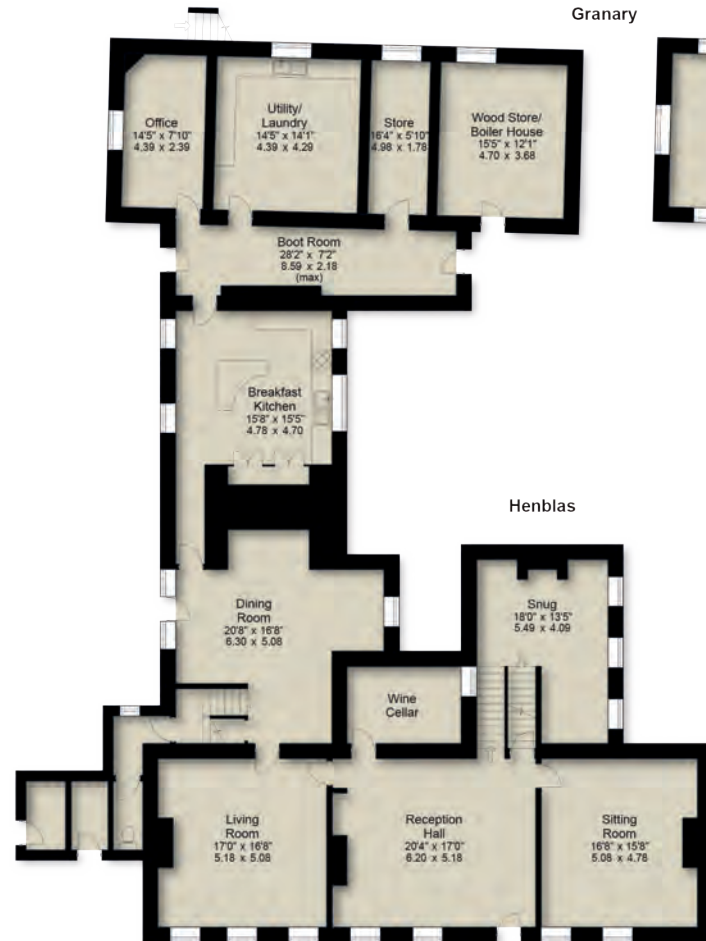 Granary
Office
14'5" x 7'10"
4.39 x 2.39
Utility/
Laundry
14'5" x 14'1"
4.39 x 4.29
Store
16'4" x 5'10"
4.98 x 1.78
Wood Store/
Boiler House
15'5" x 12'1"
4.70 x 3.68
Boot Room
28'2" x 7'2"
8.59 x 2.18
(max)
Breakfast
Kitchen
15'8" x 15'5"
4.78 x 4.70
Henblas
Dining
Room
20'8" x 16'8"
6.30 x 5.08
Snug
18'0" x 13'5"
5.49 x 4.09
Wine
Cellar
Living
Room
17'0" x 16'8"
5.18 x 5.08
Reception
Hall
20'4" x 17'0"
6.20 x 5.18
Sitting
Room
16'8" x 15'8"
5.08 x 4.78